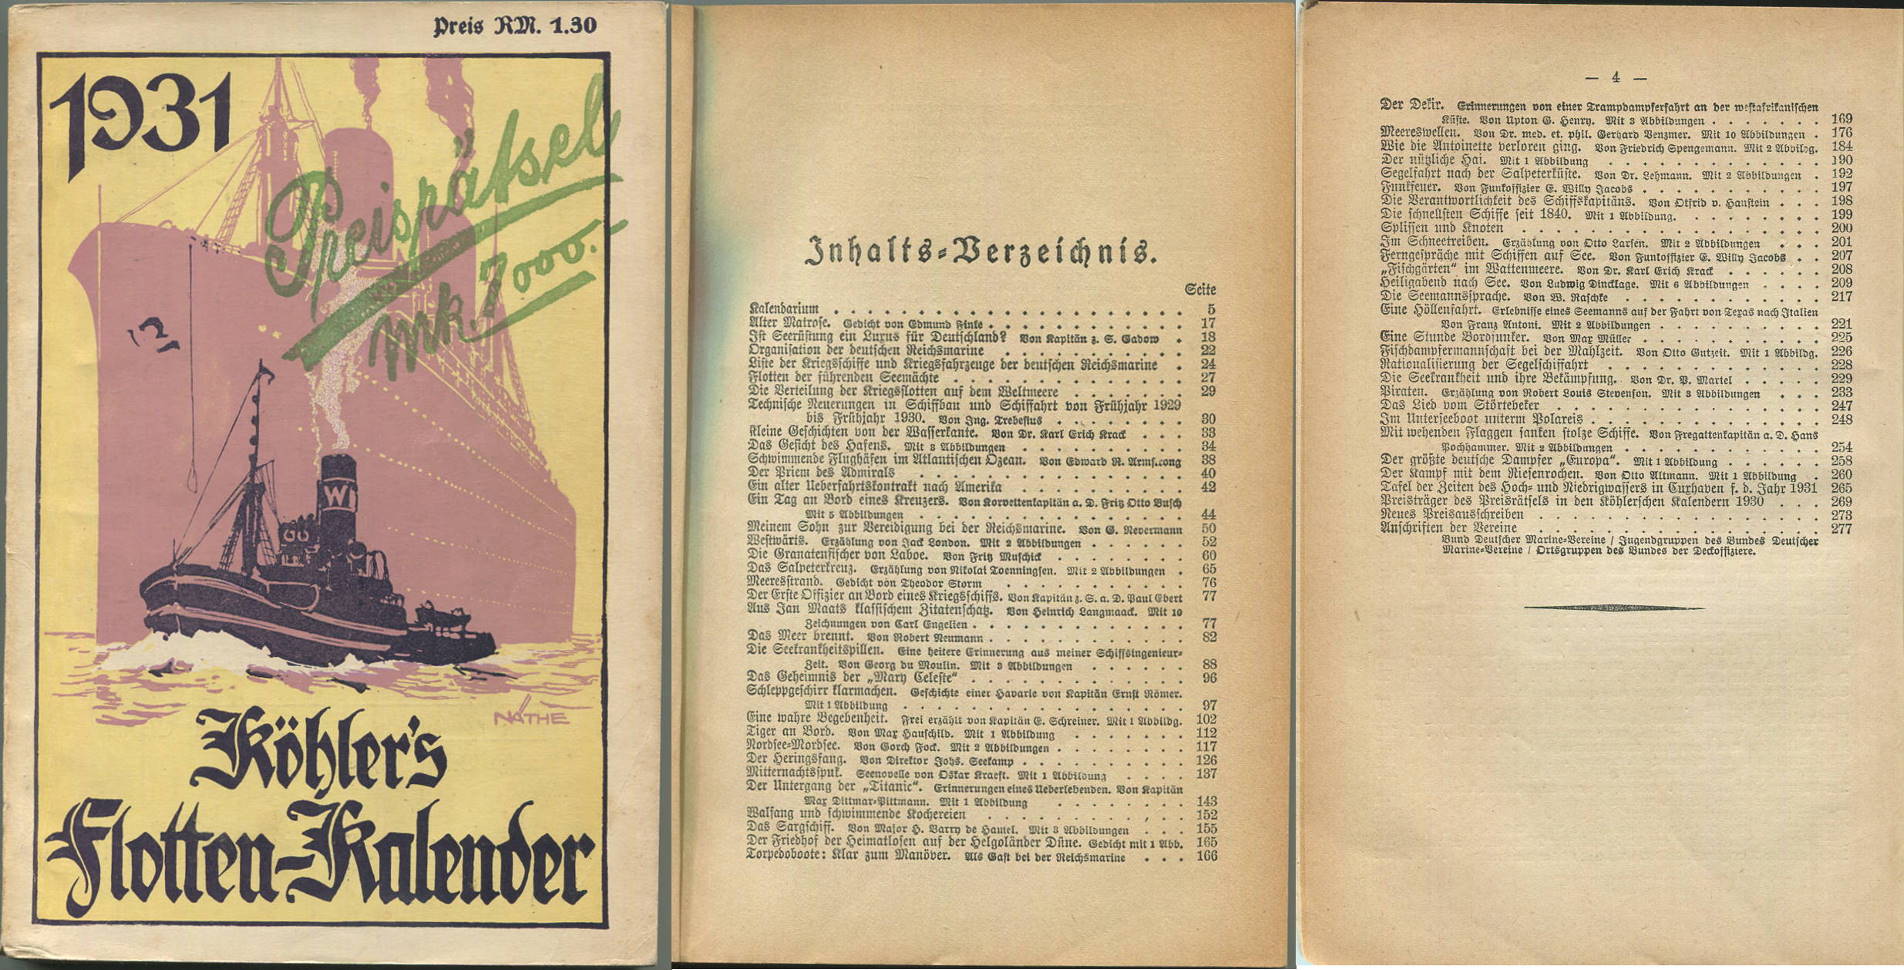 Preis RM. 1.30
1931
Preisrätsel
mk. 7000.-
W
NÄTHE
Köhler's
Flotten-Kalender
Inhalts-Verzeichnis.
Seite
Kalendarium . . . 5
Alter Matrose. Gedicht von Edmund Finke . . . 17
Ist Seerüstung ein Luxus für Deutschland? Von Kapitän z. S. Gadow . 18
Organisation der deutschen Reichsmarine . . . 22
Liste der Kriegsschiffe und Kriegsfahrzeuge der deutschen Reichsmarine . 24
Flotten der führenden Seemächte . . . 27
Die Verteilung der Kriegsflotten auf dem Weltmeere . . . 29
Technische Neuerungen in Schiffbau und Schiffahrt von Frühjahr 1929
bis Frühjahr 1930. Von Ing. Trebesius . . . 30
Kleine Geschichten von der Wasserkante. Von Dr. Karl Erich Krack . . . 33
Das Gesicht des Hafens. Mit 8 Abbildungen . . . 34
Schwimmende Flughäfen im Atlantischen Ozean. Von Edward R. Armstrong 38
Der Priem des Admirals . . . 40
Ein alter Ueberfahrtskontrakt nach Amerika . . . 42
Ein Tag an Bord eines Kreuzers. Von Korvettenkapitän a. D. Fritz Otto Busch
Mit 5 Abbildungen . . . 44
Meinem Sohn zur Vereidigung bei der Reichsmarine. Von G. Nevermann 50
Westwärts. Erzählung von Jack London. Mit 2 Abbildungen . . . 52
Die Granatenfischer von Laboe. Von Fritz Muschick . . . 60
Das Salpeterkreuz. Erzählung von Nikolai Toenningsen. Mit 2 Abbildungen . 65
Meeresstrand. Gedicht von Theodor Storm . . . 76
Der Erste Offizier an Bord eines Kriegsschiffs. Von Kapitän z. S. a. D. Paul Ebert 77
Aus Jan Maats klassischem Zitatenschatz. Von Heinrich Langmaack. Mit 10
Zeichnungen von Carl Engelien . . . 77
Das Meer brennt. Von Robert Neumann . . . 82
Die Seekrankheitspillen. Eine heitere Erinnerung aus meiner Schiffsingenieur-
Zeit. Von Georg du Moulin. Mit 3 Abbildungen . . . 88
Das Geheimnis der „Mary Celeste“ . . . 96
Schleppgeschirr klarmachen. Geschichte einer Havarie von Kapitän Ernst Römer.
Mit 1 Abbildung . . . 97
Eine wahre Begebenheit. Frei erzählt von Kapitän E. Schreiner. Mit 1 Abbildg. 102
Tiger an Bord. Von Max Hauschild. Mit 1 Abbildung . . . 112
Nordsee-Mordsee. Von Gorch Fock. Mit 2 Abbildungen . . . 117
Der Heringsfang. Von Direktor Johs. Seekamp . . . 126
Mitternachtsspuk. Seenovelle von Oskar Kraeft. Mit 1 Abbildung . . . 137
Der Untergang der „Titanic“. Erinnerungen eines Ueberlebenden. Von Kapitän
Max Dittmar-Pittmann. Mit 1 Abbildung . . . 143
Walfang und schwimmende Kochereien . . . 152
Das Sargschiff. Von Major H. Barry de Hamel. Mit 3 Abbildungen . . . 155
Der Friedhof der Heimatlosen auf der Helgoländer Düne. Gedicht mit 1 Abb. 165
Torpedoboote: Klar zum Manöver. Als Gast bei der Reichsmarine . . . 166
— 4 —
Der Dekir. Erinnerungen von einer Trampdampferfahrt an der westafrikanischen
Küste. Von Upton G. Henry. Mit 3 Abbildungen . . . 169
Meereswellen. Von Dr. med. et. phil. Gerhard Venzmer. Mit 10 Abbildungen . 176
Wie die Antoinette verloren ging. Von Friedrich Spengemann. Mit 2 Abbildg. 184
Der nützliche Hai. Mit 1 Abbildung . . . 190
Segelfahrt nach der Salpeterküste. Von Dr. Lehmann. Mit 2 Abbildungen . 192
Funkfeuer. Von Funkoffizier E. Willy Jacobs . . . 197
Die Verantwortlichkeit des Schiffskapitäns. Von Otfrid v. Hanstein . . . 198
Die schnellsten Schiffe seit 1840. Mit 1 Abbildung. . . . 199
Splissen und Knoten . . . 200
Im Schneetreiben. Erzählung von Otto Larsen. Mit 2 Abbildungen . . . 201
Ferngespräche mit Schiffen auf See. Von Funkoffizier E. Willy Jacobs . . 207
„Fischgärten“ im Wattenmeere. Von Dr. Karl Erich Krack . . . 208
Heiligabend nach See. Von Ludwig Dincklage. Mit 6 Abbildungen . . . 209
Die Seemannssprache. Von W. Raschke . . . 217
Eine Höllenfahrt. Erlebnisse eines Seemanns auf der Fahrt von Texas nach Italien
Von Franz Antoni. Mit 2 Abbildungen . . . 221
Eine Stunde Bordjunker. Von Max Müller . . . 225
Fischdampfermannschaft bei der Mahlzeit. Von Otto Gutzeit. Mit 1 Abbildg. 226
Rationalisierung der Segelschiffahrt . . . 228
Die Seekrankheit und ihre Bekämpfung. Von Dr. P. Martel . . . 229
Piraten. Erzählung von Robert Louis Stevenson. Mit 3 Abbildungen . . . 233
Das Lied vom Störtebeker . . . 247
Im Unterseeboot unterm Polareis . . . 248
Mit wehenden Flaggen sanken stolze Schiffe. Von Fregattenkapitän a. D. Hans
Pochhammer. Mit 2 Abbildungen . . . 254
Der größte deutsche Dampfer „Europa“. Mit 1 Abbildung . . . 258
Der Kampf mit dem Riesenrochen. Von Otto Altmann. Mit 1 Abbildung . 260
Tafel der Zeiten des Hoch- und Niedrigwassers in Cuxhaven f. d. Jahr 1931 265
Preisträger des Preisrätsels in den Köhlerschen Kalendern 1930 . . . 269
Neues Preisausschreiben . . . 273
Anschriften der Vereine . . . 277
Bund Deutscher Marine-Vereine / Jugendgruppen des Bundes Deutscher
Marine-Vereine / Ortsgruppen des Bundes der Deckoffiziere.